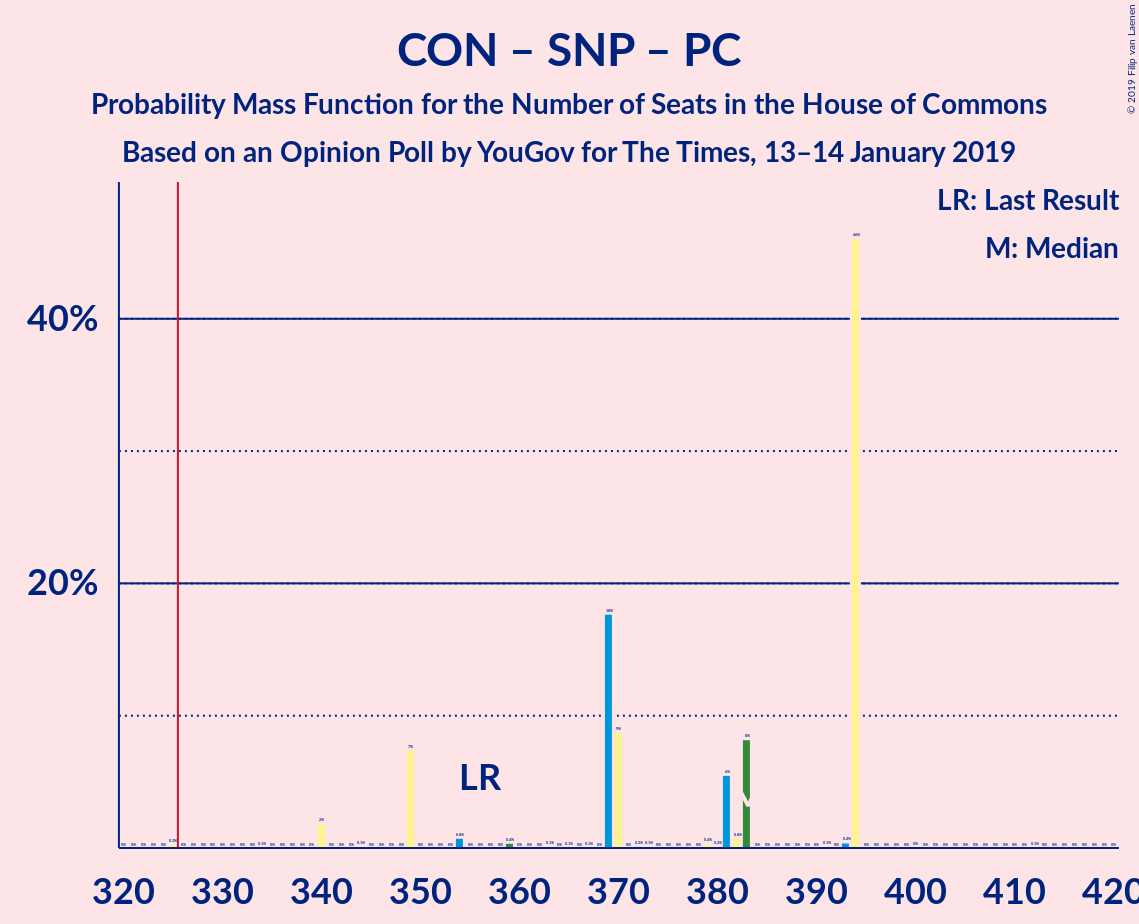 CON – SNP – PC
Probability Mass Function for the Number of Seats in the House of Commons
Based on an Opinion Poll by YouGov for The Times, 13–14 January 2019
© 2019 Filip van Laenen
LR: Last Result
M: Median
40%
20%
LR
320 330 340 350 360 370 380 390 400 410 420